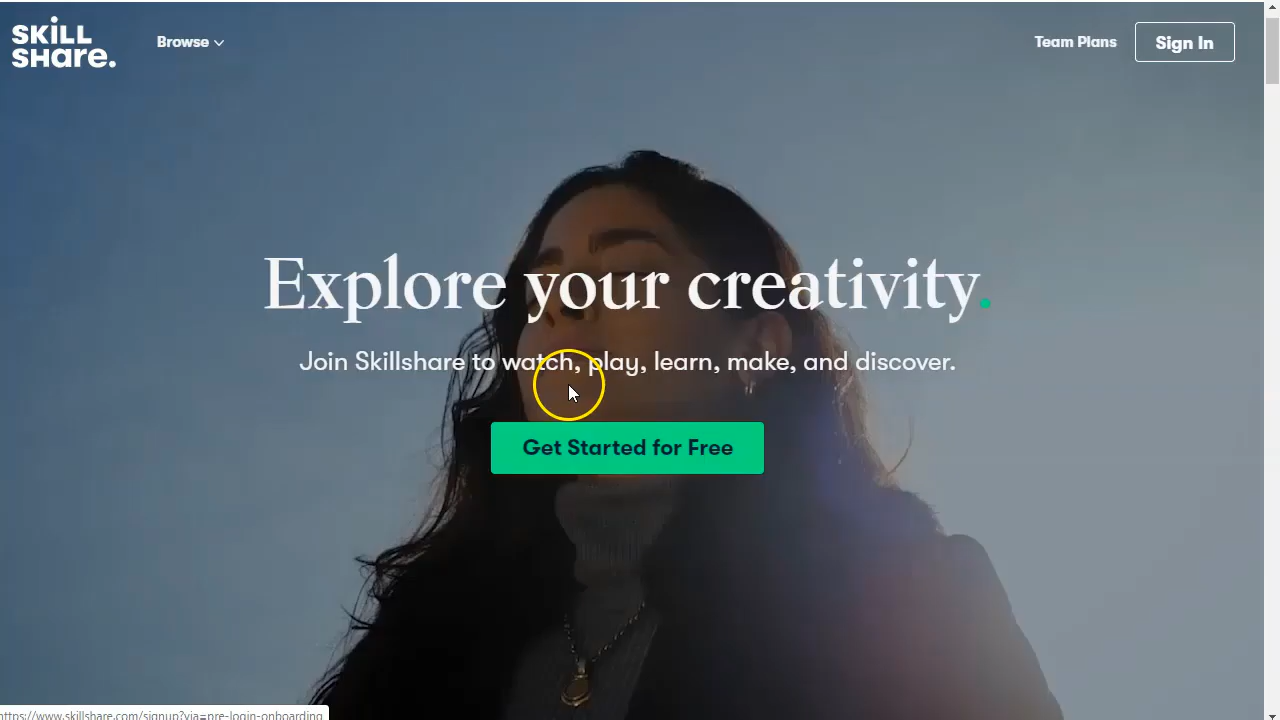 SKILL
SHare.
Browse
Team Plans
Sign In
Explore your creativity.
Join Skillshare to watch, play, learn, make, and discover.
Get Started for Free
https://www.skillshare.com/signup?via=pre-login-onboarding